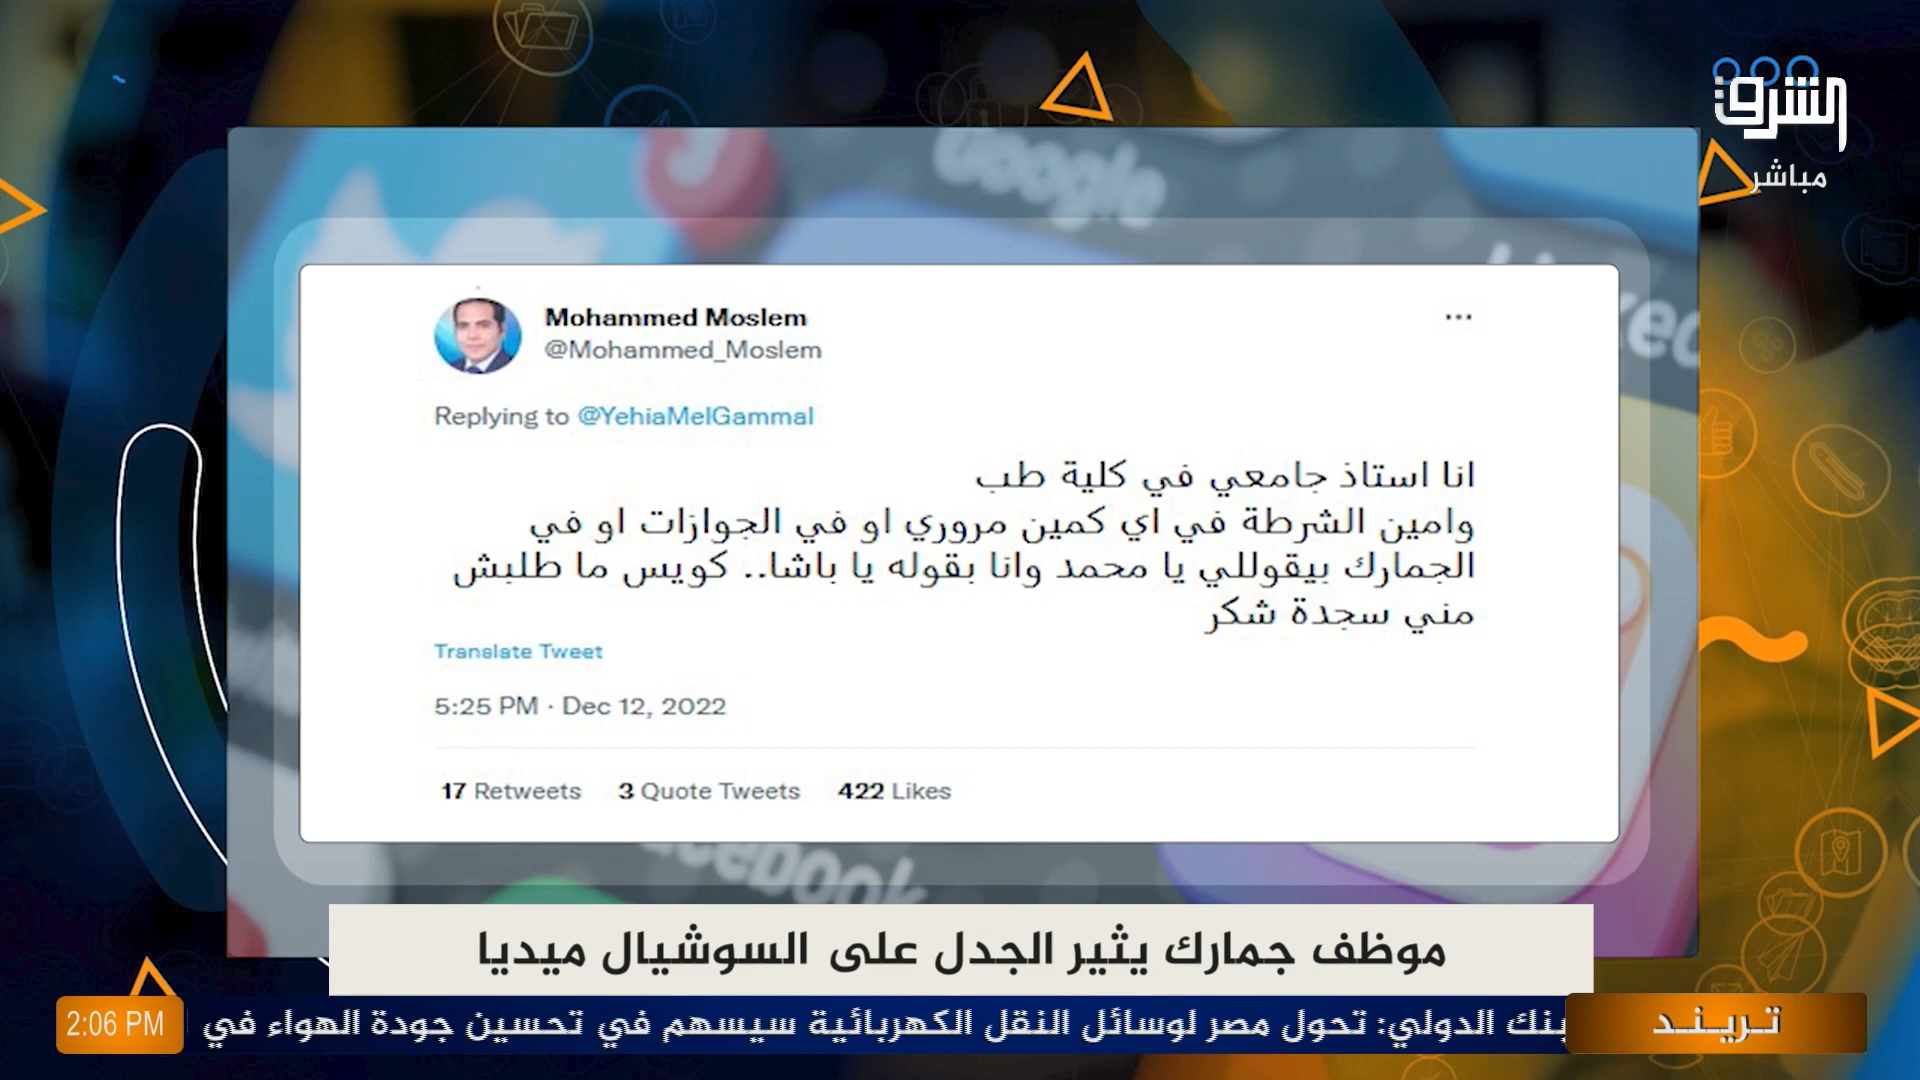 الشرق
مباشر
Google
Mohammed Moslem
@Mohammed_Moslem
Replying to @YehiaMelGammal
انا استاذ جامعي في كلية طب
وامين الشرطة في اي كمين مروري او في الجوازات او في
الجمارك بيقوللي يا محمد وانا بقوله يا باشا.. كويس ما طلبش
مني سجدة شكر
Translate Tweet
5:25 PM · Dec 12, 2022
17 Retweets 3 Quote Tweets 422 Likes
facebook
موظف جمارك يثير الجدل على السوشيال ميديا
تريند
بنك الدولي: تحول مصر لوسائل النقل الكهربائية سيسهم في تحسين جودة الهواء في
2:06 PM